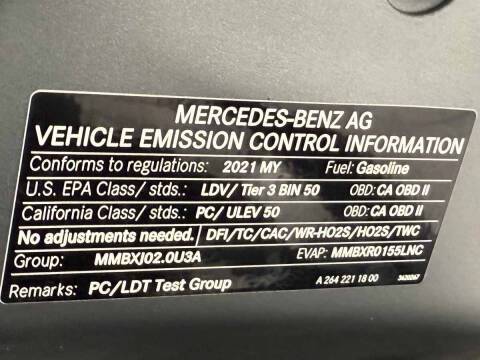 MERCEDES-BENZ AG
VEHICLE EMISSION CONTROL INFORMATION
Conforms to regulations: 2021 MY Fuel: Gasoline
U.S. EPA Class/ stds.: LDV/ Tier 3 BIN 50 OBD: CA OBD II
California Class/ stds.: PC/ ULEV 50 OBD: CA OBD II
No adjustments needed. DFI/TC/CAC/WR-HO2S/HO2S/TWC
Group: MMBXJ02.0U3A EVAP: MMBXR0155LNC
Remarks: PC/LDT Test Group A 264 221 18 00 3420267